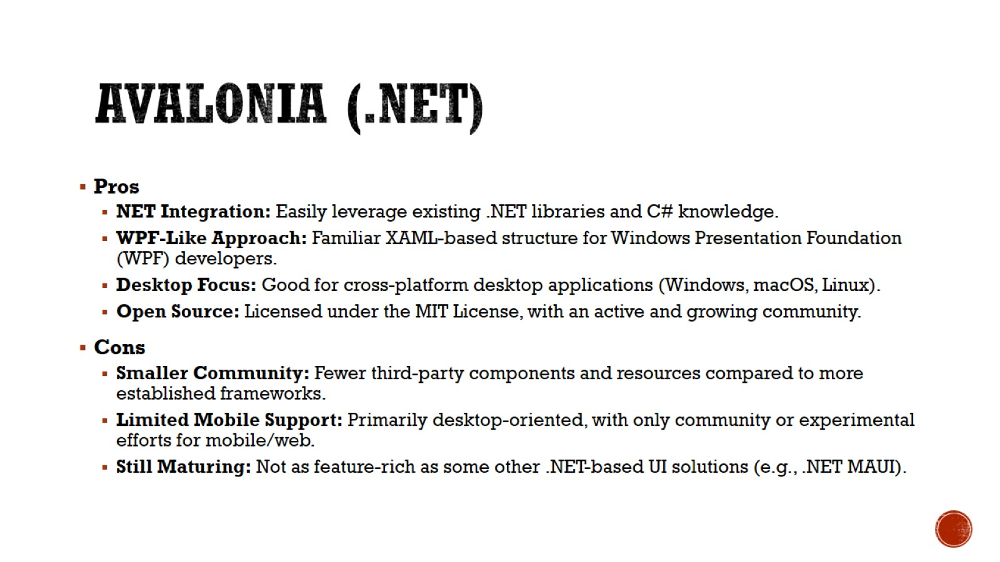 AVALONIA (.NET)
▪ Pros
▪ NET Integration: Easily leverage existing .NET libraries and C# knowledge.
▪ WPF-Like Approach: Familiar XAML-based structure for Windows Presentation Foundation
(WPF) developers.
▪ Desktop Focus: Good for cross-platform desktop applications (Windows, macOS, Linux).
▪ Open Source: Licensed under the MIT License, with an active and growing community.
▪ Cons
▪ Smaller Community: Fewer third-party components and resources compared to more
established frameworks.
▪ Limited Mobile Support: Primarily desktop-oriented, with only community or experimental
efforts for mobile/web.
▪ Still Maturing: Not as feature-rich as some other .NET-based UI solutions (e.g., .NET MAUI).